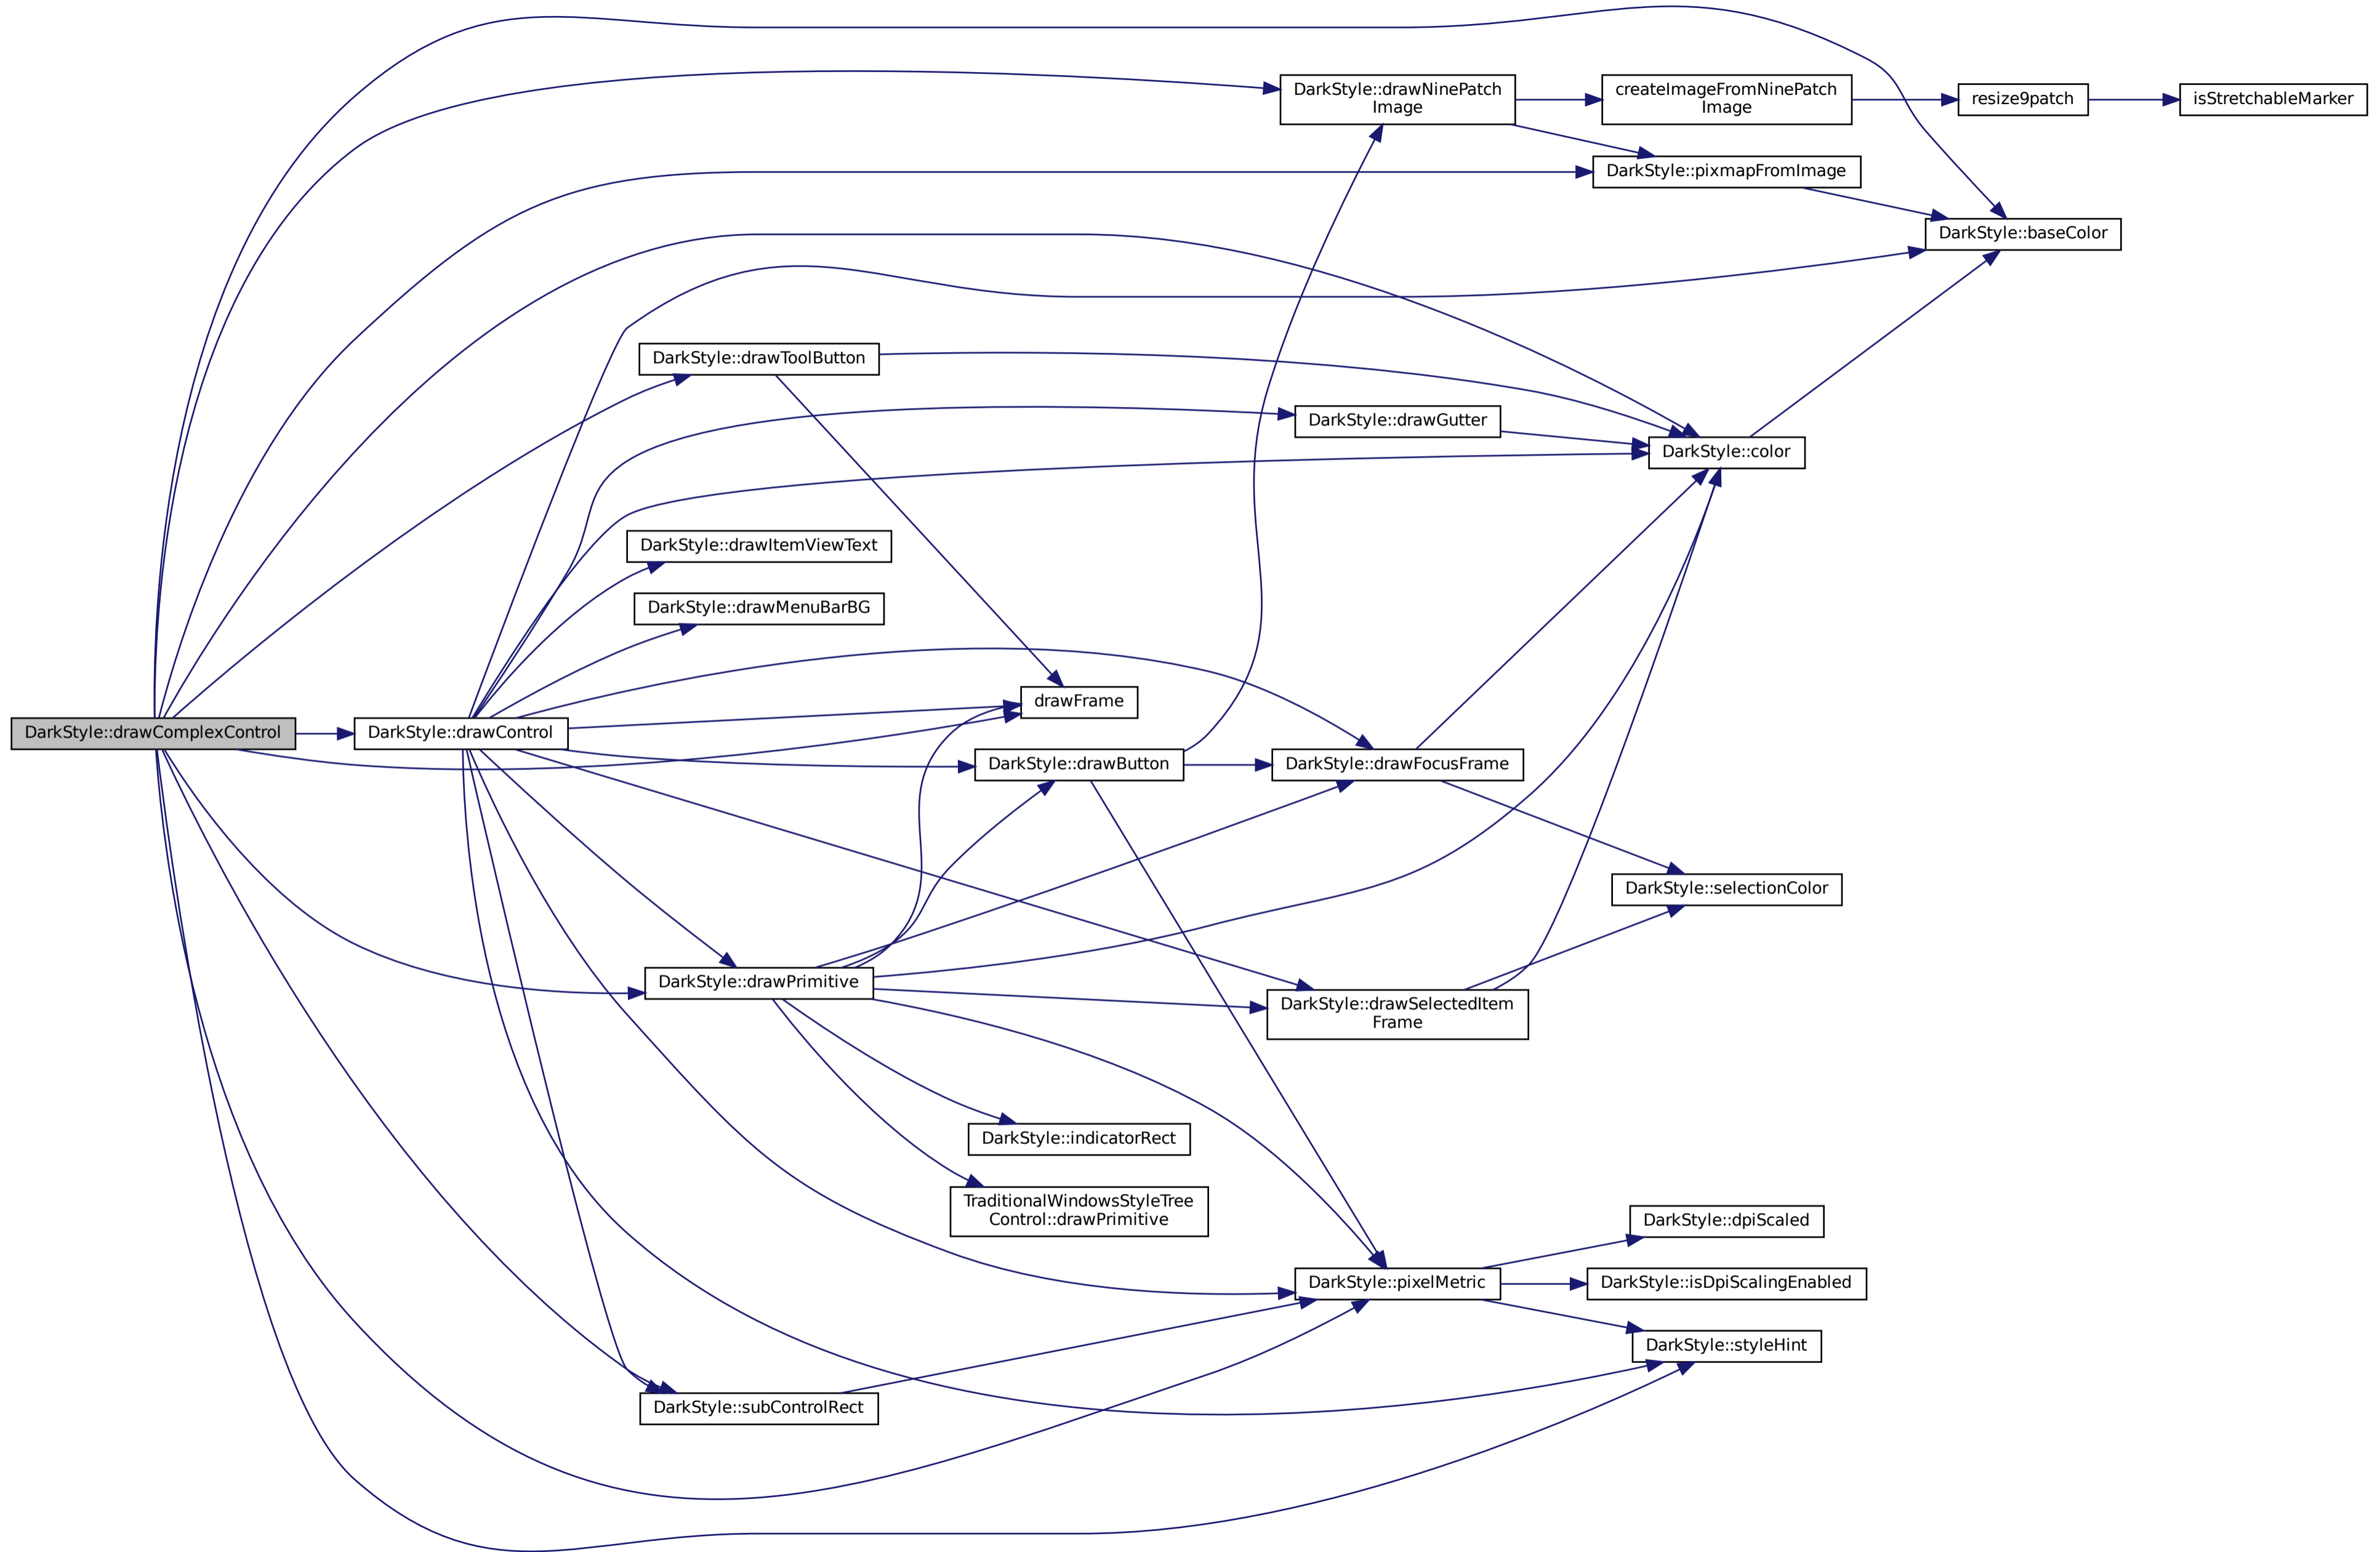 DarkStyle::drawNinePatch
Image
createImageFromNinePatch
Image
resize9patch
isStretchableMarker
DarkStyle::pixmapFromImage
DarkStyle::baseColor
DarkStyle::drawToolButton
DarkStyle::drawGutter
DarkStyle::color
DarkStyle::drawItemViewText
DarkStyle::drawMenuBarBG
drawFrame
DarkStyle::drawComplexControl
DarkStyle::drawControl
DarkStyle::drawButton
DarkStyle::drawFocusFrame
DarkStyle::selectionColor
DarkStyle::drawPrimitive
DarkStyle::drawSelectedItem
Frame
DarkStyle::indicatorRect
TraditionalWindowsStyleTree
Control::drawPrimitive
DarkStyle::dpiScaled
DarkStyle::pixelMetric
DarkStyle::isDpiScalingEnabled
DarkStyle::styleHint
DarkStyle::subControlRect